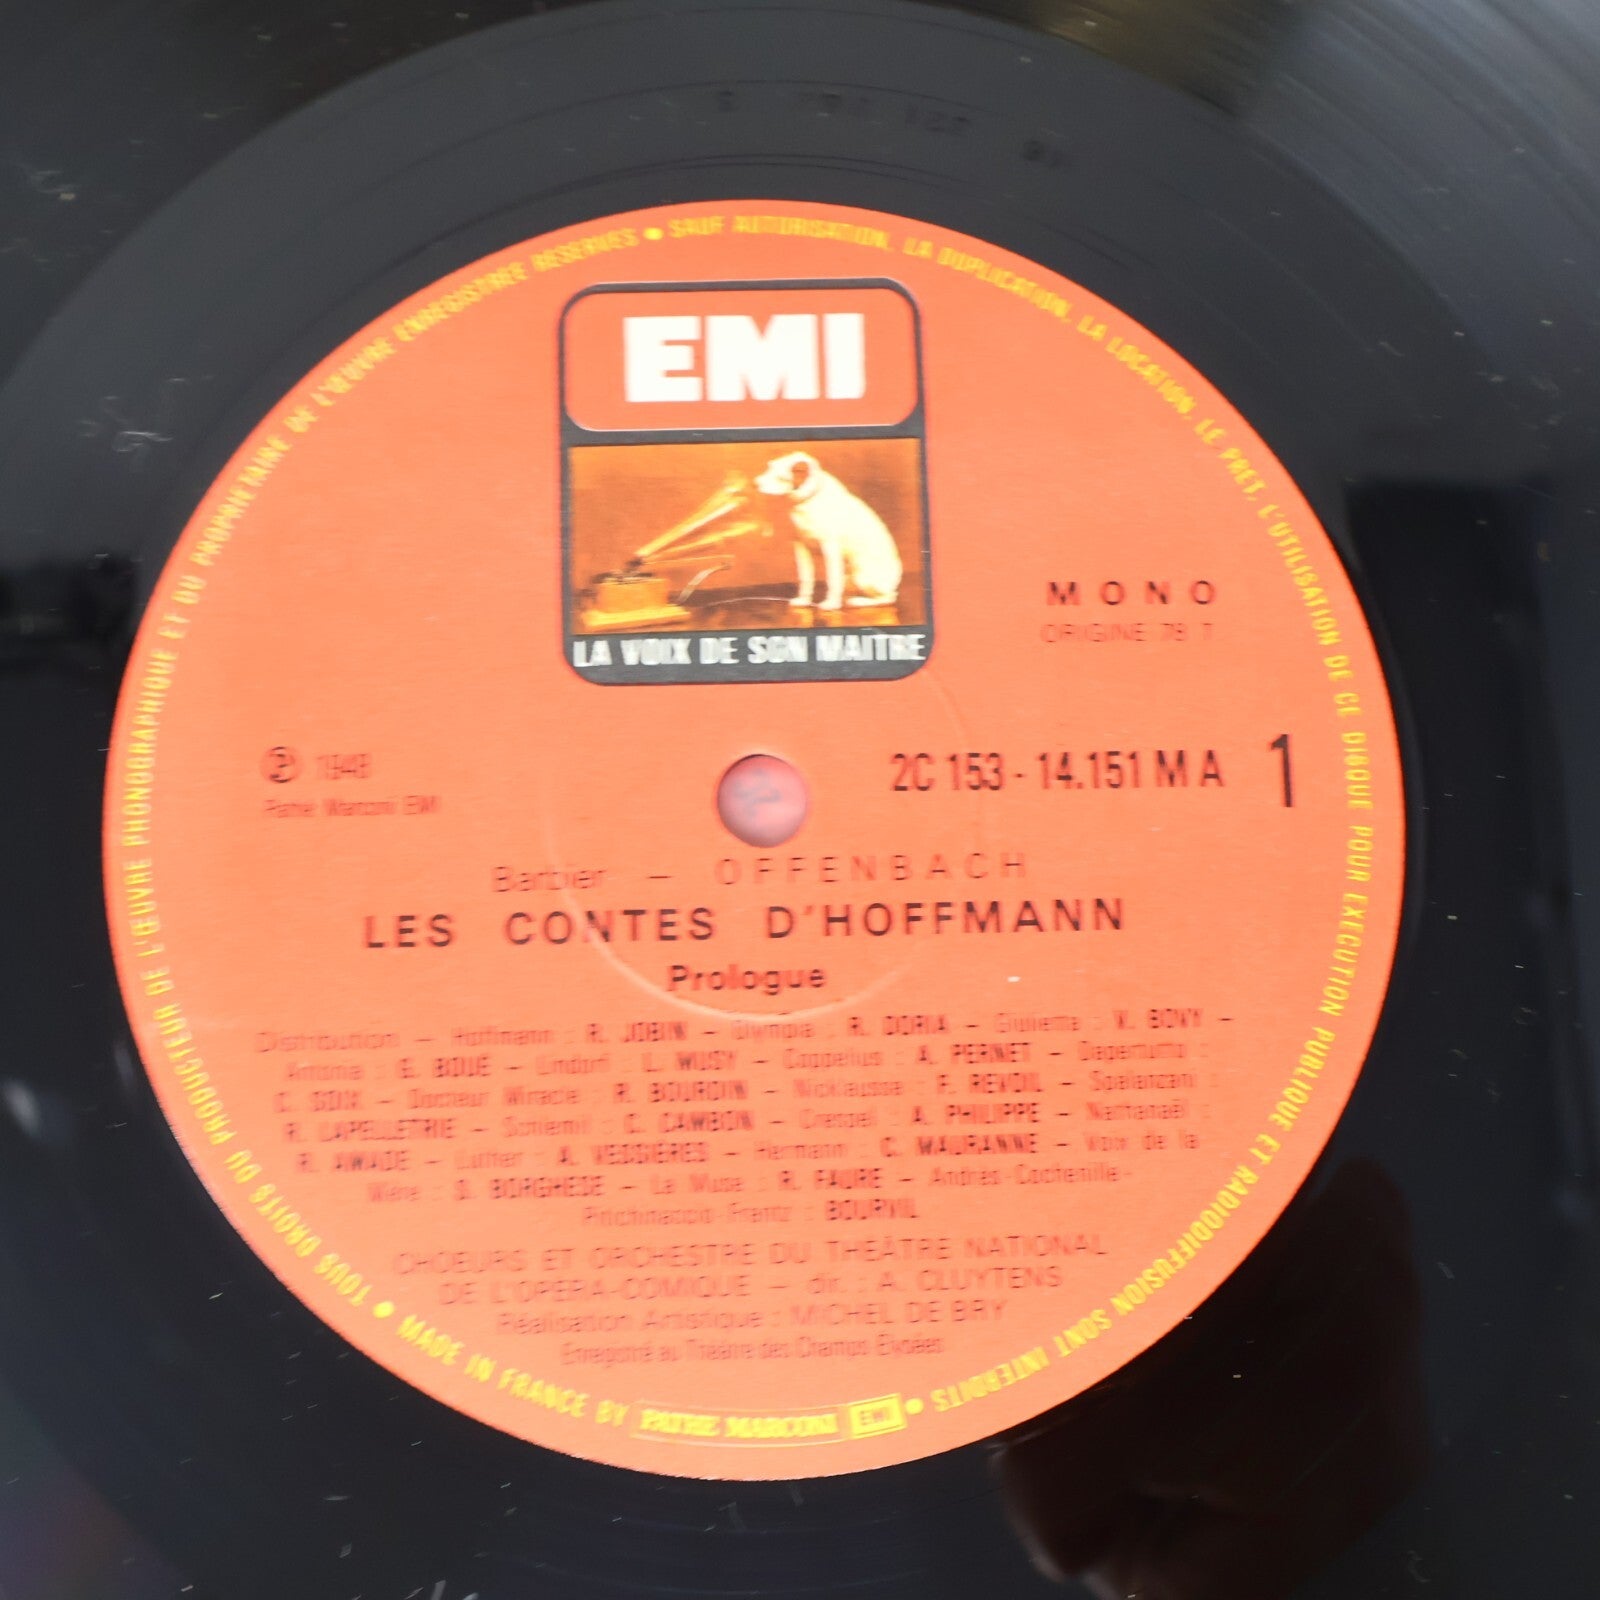 EMI
LA VOIX DE SON MAITRE
MONO
ORIGINE 78 T
℗ 1948
Pathé Marconi EMI
2C 153 - 14.151 M A 1
Barbier – OFFENBACH
LES CONTES D'HOFFMANN
Prologue
Distribution – Hoffmann : R. JOBIN – Olympia : R. DORIA – Giulietta : V. BOVY –
Antonia : G. BOUE – Lindorf : L. MUSY – Coppelius : A. PERNET – Dapertutto :
C. SOIX – Docteur Miracle : R. BOURDIN – Nicklausse : F. REVOIL – Spalanzani :
R. LAPELLETRIE – Schlemil : C. CAMBON – Crespel : A. PHILIPPE – Nathanaël :
R. AMADE – Luther : A. VESSIÈRES – Hermann : C. MAURANNE – Voix de la
Mère : S. BORGHESE – La Muse : R. FAURE – Andrès-Cochenille-
Pitichinaccio-Frantz : BOURVIL
CHOEURS ET ORCHESTRE DU THEÂTRE NATIONAL
DE L'OPERA-COMIQUE – dir. : A. CLUYTENS
Réalisation Artistique : MICHEL DE BRY
Enregistré au Théâtre des Champs Elysées
TOUS DROITS DU PRODUCTEUR DE L'ŒUVRE PHONOGRAPHIQUE ET DU PROPRIETAIRE DE L'ŒUVRE ENREGISTREE RESERVES • SAUF AUTORISATION, LA DUPLICATION, LA LOCATION, LE PRET, L'UTILISATION DE CE DISQUE POUR EXECUTION PUBLIQUE ET RADIODIFFUSION SONT INTERDITS •
MADE IN FRANCE BY PATHE MARCONI EMI